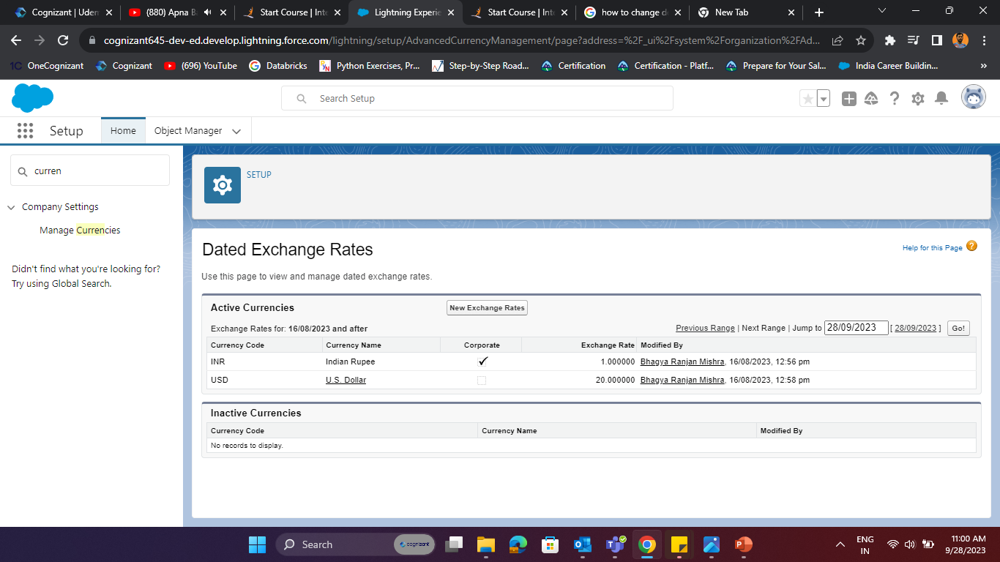 Cognizant | Uden
(880) Apna Ba
Start Course | Inte
Lightning Experie
Start Course | Inte
how to change d
New Tab
cognizant645-dev-ed.develop.lightning.force.com/lightning/setup/AdvancedCurrencyManagement/page?address=%2F_ui%2Fsystem%2Forganization%2FAd...
1C OneCognizant
Cognizant
(696) YouTube
Databricks
Python Exercises, Pr...
Step-by-Step Road...
Certification
Certification - Platf...
Prepare for Your Sal...
India Career Buildin...
»
Search Setup
Setup
Home
Object Manager
curren
Company Settings
Manage Currencies
Didn't find what you're looking for?
Try using Global Search.
SETUP
Dated Exchange Rates
Help for this Page ?
Use this page to view and manage dated exchange rates.
Active Currencies New Exchange Rates
Exchange Rates for: 16/08/2023 and after Previous Range | Next Range | Jump to 28/09/2023 [ 28/09/2023 ] Go!
Currency Code Currency Name Corporate Exchange Rate Modified By
INR Indian Rupee 1.000000 Bhagya Ranjan Mishra, 16/08/2023, 12:56 pm
USD U.S. Dollar 20.000000 Bhagya Ranjan Mishra, 16/08/2023, 12:58 pm
Inactive Currencies
Currency Code Currency Name Modified By
No records to display.
Search
cognizant
ENG
IN
11:00 AM
9/28/2023